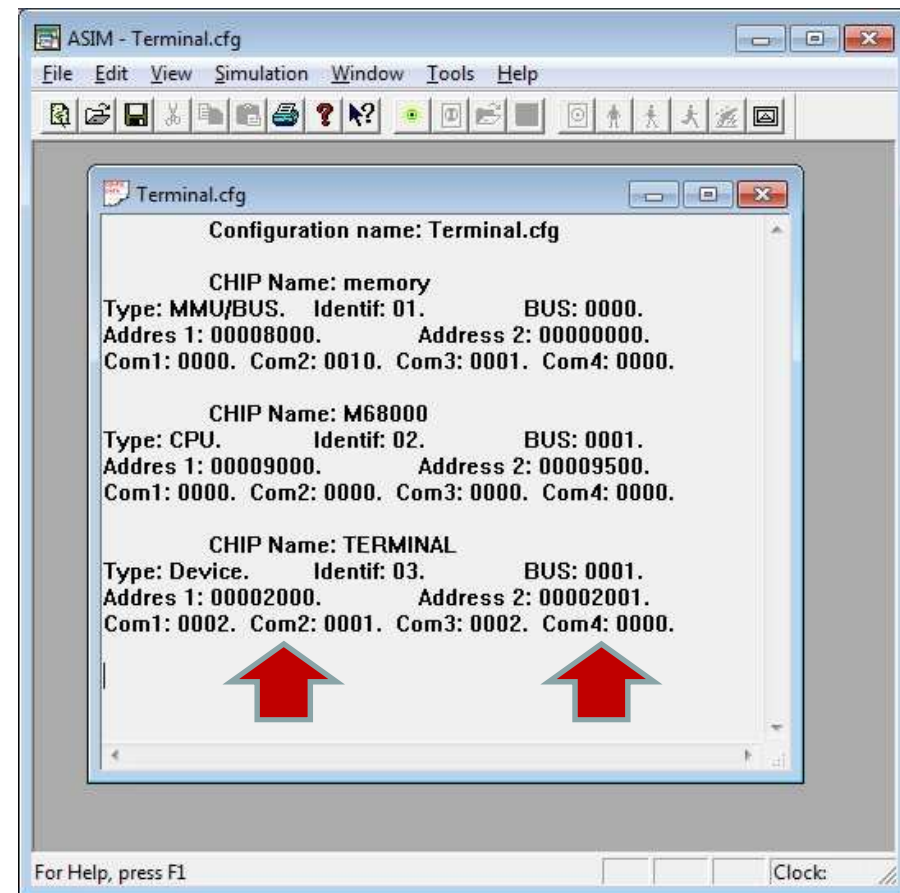 ASIM - Terminal.cfg
File Edit View Simulation Window Tools Help
Terminal.cfg
Configuration name: Terminal.cfg
CHIP Name: memory
Type: MMU/BUS. Identif: 01. BUS: 0000.
Addres 1: 00008000. Address 2: 00000000.
Com1: 0000. Com2: 0010. Com3: 0001. Com4: 0000.
CHIP Name: M68000
Type: CPU. Identif: 02. BUS: 0001.
Addres 1: 00009000. Address 2: 00009500.
Com1: 0000. Com2: 0000. Com3: 0000. Com4: 0000.
CHIP Name: TERMINAL
Type: Device. Identif: 03. BUS: 0001.
Addres 1: 00002000. Address 2: 00002001.
Com1: 0002. Com2: 0001. Com3: 0002. Com4: 0000.
For Help, press F1 Clock: